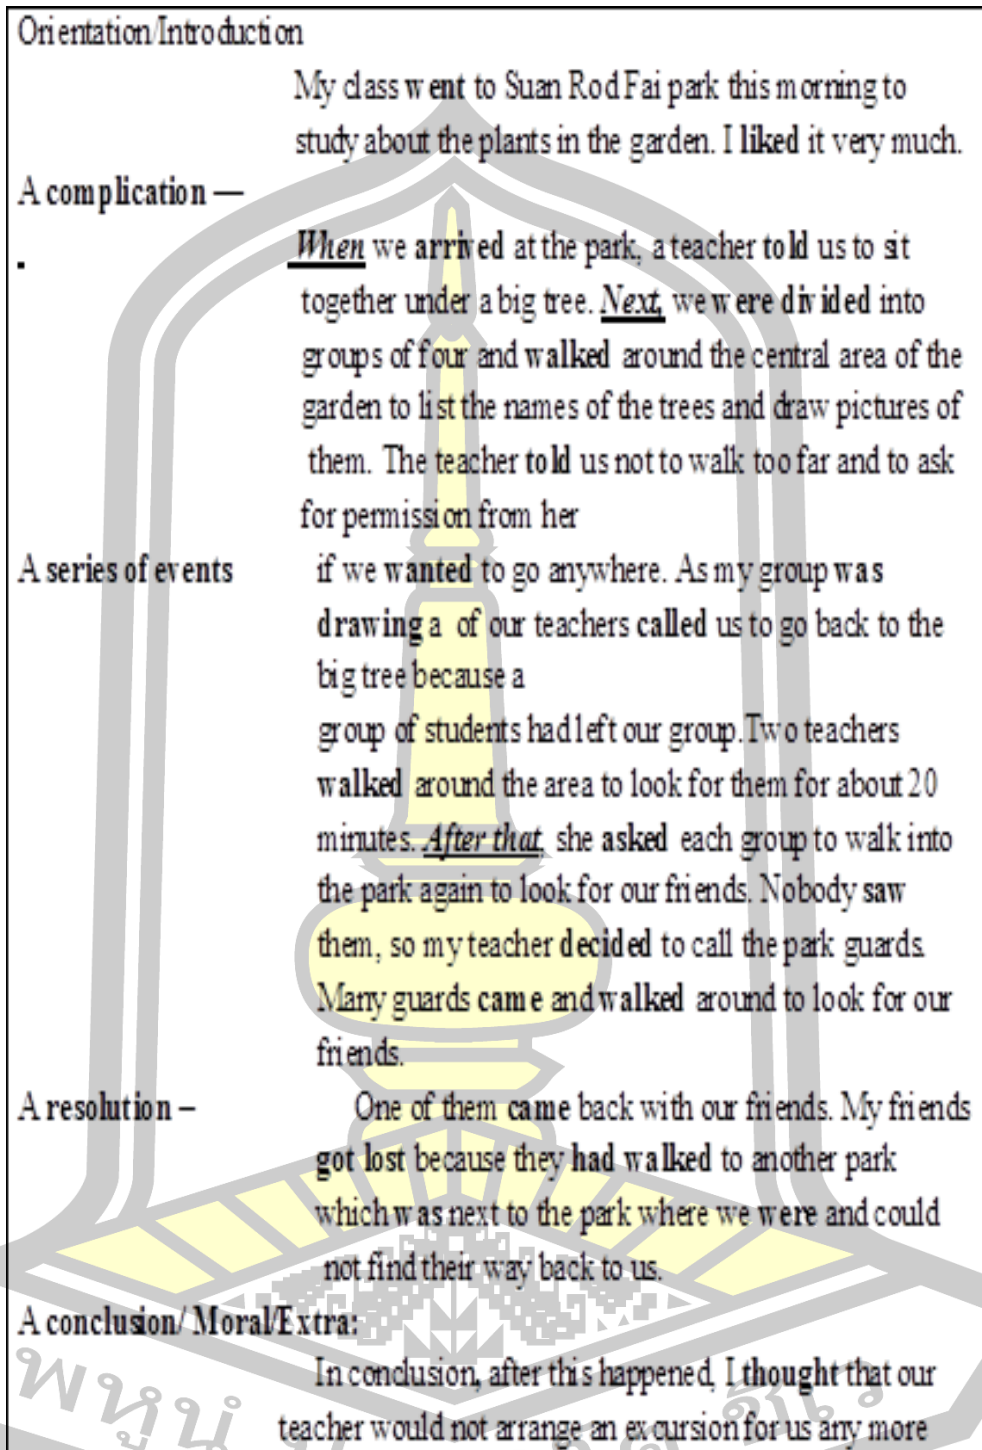 Orientation/Introduction
My class went to Suan Rod Fai park this morning to
study about the plants in the garden. I liked it very much.
A complication —
When we arrived at the park, a teacher told us to sit
together under a big tree. Next, we were divided into
groups of four and walked around the central area of the
garden to list the names of the trees and draw pictures of
them. The teacher told us not to walk too far and to ask
for permission from her
A series of events if we wanted to go anywhere. As my group was
drawing a of our teachers called us to go back to the
big tree because a
group of students had left our group.Two teachers
walked around the area to look for them for about 20
minutes. After that, she asked each group to walk into
the park again to look for our friends. Nobody saw
them, so my teacher decided to call the park guards.
Many guards came and walked around to look for our
friends.
A resolution – One of them came back with our friends. My friends
got lost because they had walked to another park
which was next to the park where we were and could
not find their way back to us.
A conclusion/ Moral/Extra:
In conclusion, after this happened, I thought that our
teacher would not arrange an excursion for us any more
พหูนํ ชีเว